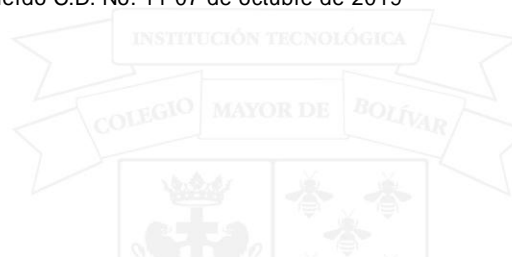 C.D. No. 11 07 de octubre de 2019
INSTITUCIÓN TECNOLÓGICA
COLEGIO MAYOR DE BOLÍVAR